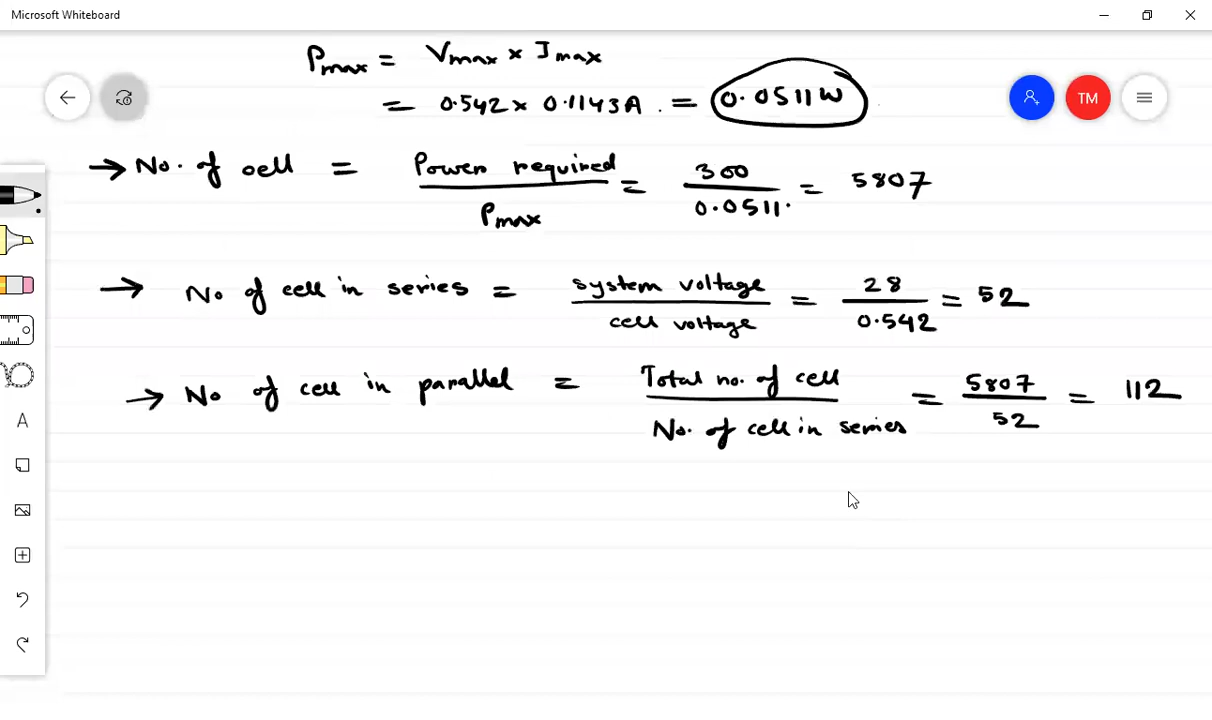 Microsoft Whiteboard
Pmax = Vmax × Imax
= 0.542 × 0.1143A . = 0.0511W
TM
→ No. of cell = Power required / Pmax = 300 / 0.0511. = 5807
→ No of cell in series = system voltage / cell voltage = 28 / 0.542 = 52
→ No of cell in parallel = Total no. of cell / No. of cell in series = 5807 / 52 = 112
A